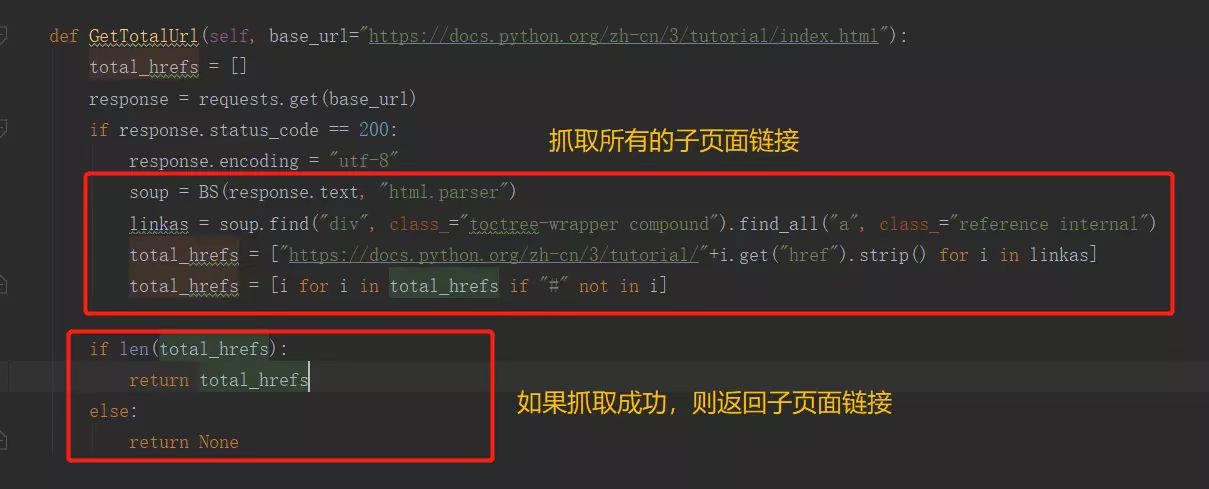 def GetTotalUrl(self, base_url="https://docs.python.org/zh-cn/3/tutorial/index.html"):
total_hrefs = []
response = requests.get(base_url)
if response.status_code == 200:
抓取所有的子页面链接
response.encoding = "utf-8"
soup = BS(response.text, "html.parser")
linkas = soup.find("div", class_="toctree-wrapper compound").find_all("a", class_="reference internal")
total_hrefs = ["https://docs.python.org/zh-cn/3/tutorial/"+i.get("href").strip() for i in linkas]
total_hrefs = [i for i in total_hrefs if "#" not in i]
if len(total_hrefs):
return total_hrefs
如果抓取成功，则返回子页面链接
else:
return None